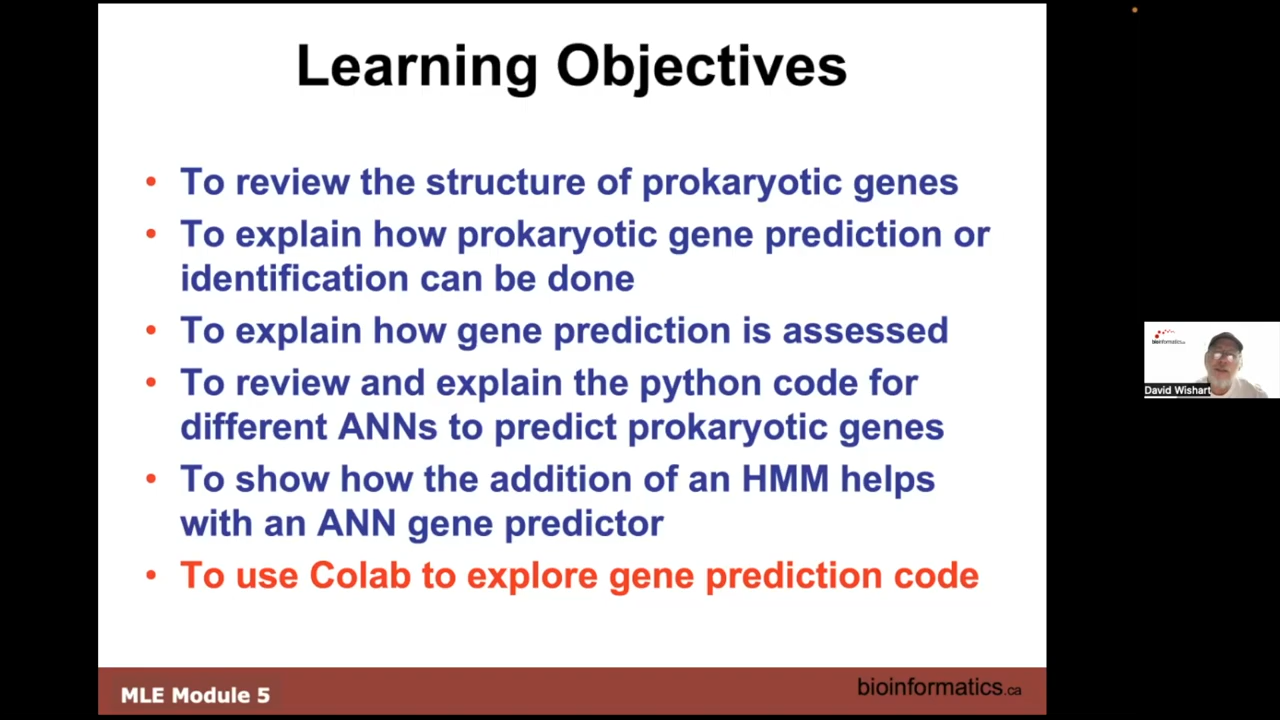 Learning Objectives
• To review the structure of prokaryotic genes
• To explain how prokaryotic gene prediction or
identification can be done
• To explain how gene prediction is assessed
• To review and explain the python code for
different ANNs to predict prokaryotic genes
• To show how the addition of an HMM helps
with an ANN gene predictor
• To use Colab to explore gene prediction code
MLE Module 5
bioinformatics.ca
bioinformatics.ca
David Wishart